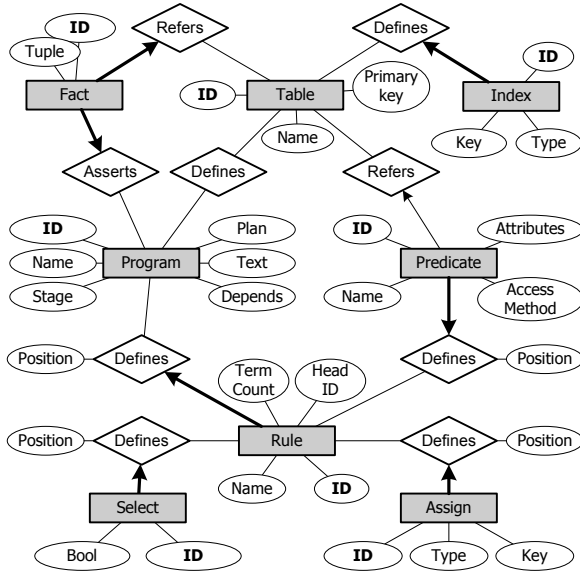 ID
Refers
Defines
Tuple
ID
Fact
ID
Table
Primary
key
Index
Name
Key
Type
Asserts
Defines
Refers
ID
Plan
ID
Attributes
Name
Program
Text
Predicate
Stage
Depends
Name
Access
Method
Position
Defines
Term
Count
Head
ID
Defines
Position
Position
Defines
Rule
Defines
Position
Name
ID
Select
Assign
Bool
ID
ID
Type
Key